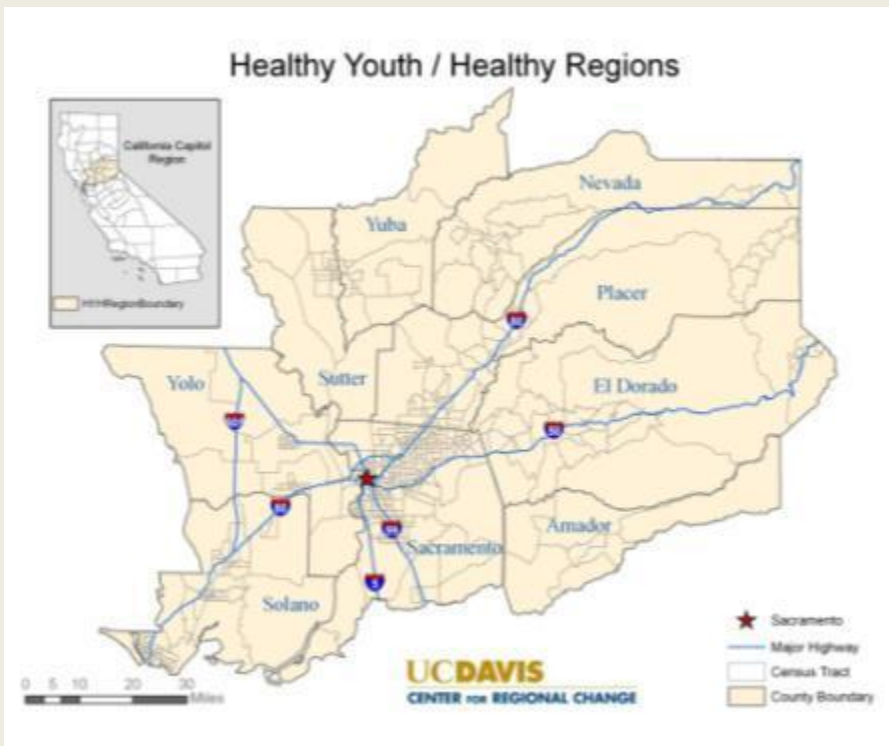 Healthy Youth / Healthy Regions
California Capitol
Region
HYHRegionBoundary
Nevada
Yuba
Placer
80
Yolo
Sutter
El Dorado
50
80
Sacramento
Amador
5
Solano
Sacramento
Major Highway
Census Tract
County Boundary
0 5 10 20 30
Miles
UCDAVIS
CENTER FOR REGIONAL CHANGE